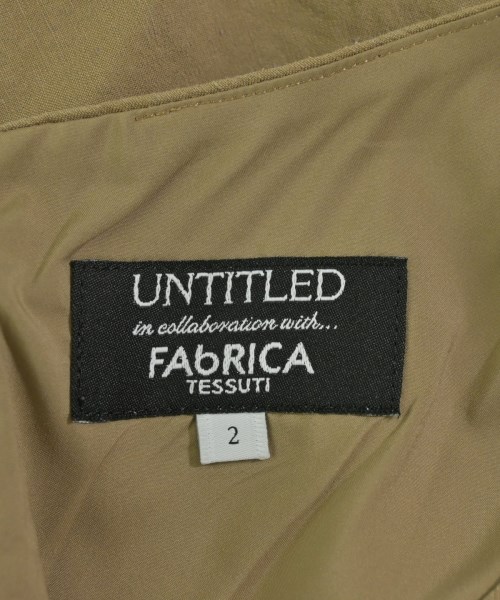 UNTITLED
in collaboration with...
FAbRICA
TESSUTI
2